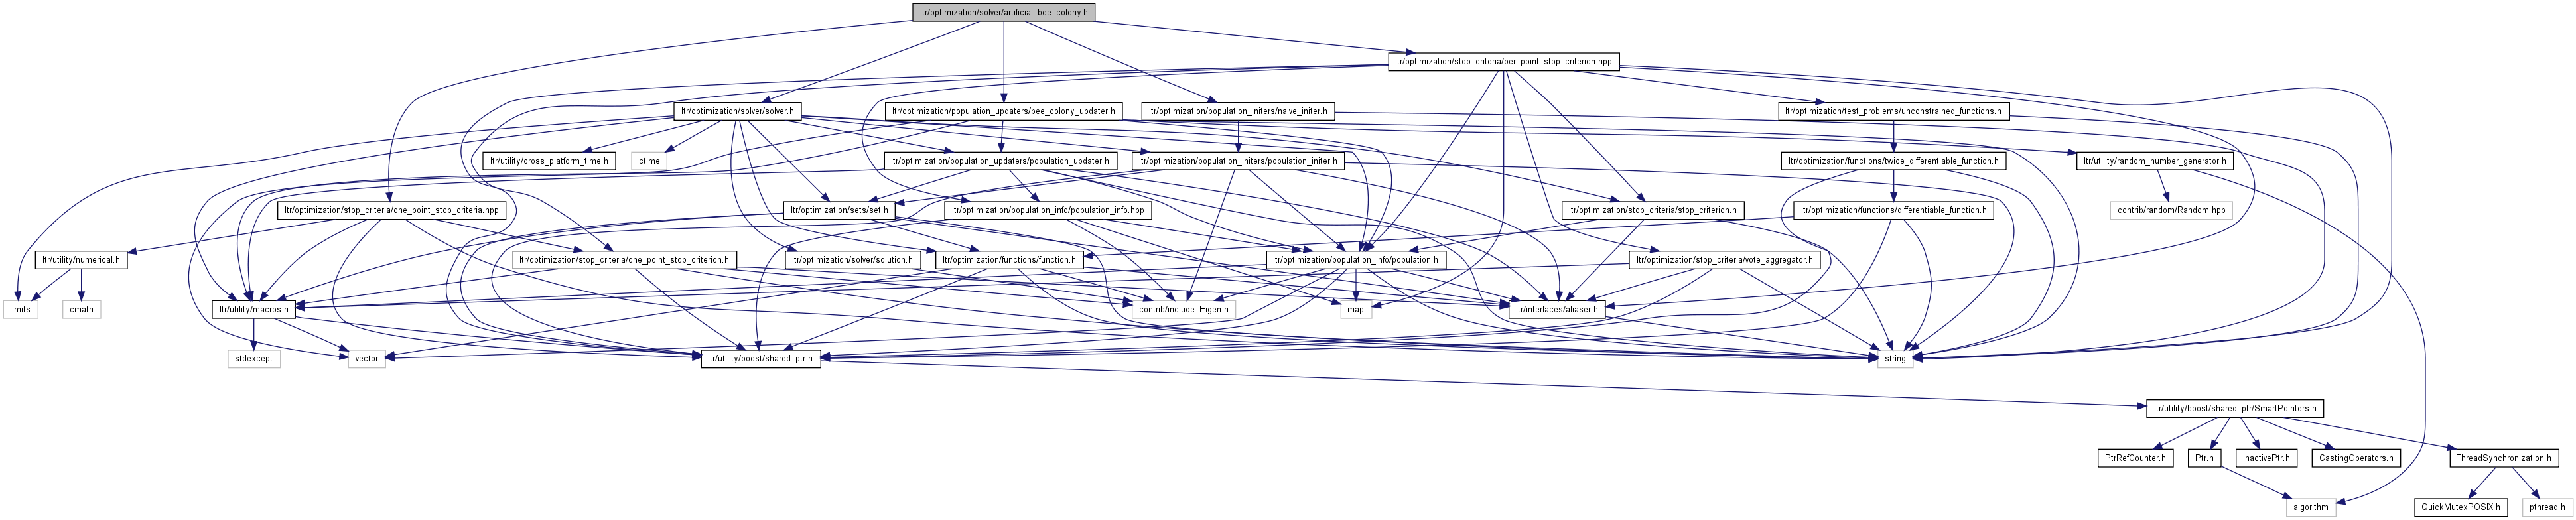 ltr/optimization/solver/artificial_bee_colony.h
ltr/optimization/stop_criteria/per_point_stop_criterion.hpp
ltr/optimization/solver/solver.h
ltr/optimization/population_updaters/bee_colony_updater.h
ltr/optimization/population_initers/naive_initer.h
ltr/optimization/test_problems/unconstrained_functions.h
ltr/utility/cross_platform_time.h
ctime
ltr/optimization/population_updaters/population_updater.h
ltr/optimization/population_initers/population_initer.h
ltr/optimization/functions/twice_differentiable_function.h
ltr/utility/random_number_generator.h
ltr/optimization/stop_criteria/one_point_stop_criteria.hpp
ltr/optimization/sets/set.h
ltr/optimization/population_info/population_info.hpp
ltr/optimization/stop_criteria/stop_criterion.h
ltr/optimization/functions/differentiable_function.h
contrib/random/Random.hpp
ltr/utility/numerical.h
ltr/optimization/stop_criteria/one_point_stop_criterion.h
ltr/optimization/solver/solution.h
ltr/optimization/functions/function.h
ltr/optimization/population_info/population.h
ltr/optimization/stop_criteria/vote_aggregator.h
limits
cmath
ltr/utility/macros.h
contrib/include_Eigen.h
map
ltr/interfaces/aliaser.h
stdexcept
vector
ltr/utility/boost/shared_ptr.h
string
ltr/utility/boost/shared_ptr/SmartPointers.h
PtrRefCounter.h
Ptr.h
InactivePtr.h
CastingOperators.h
ThreadSynchronization.h
algorithm
QuickMutexPOSIX.h
pthread.h